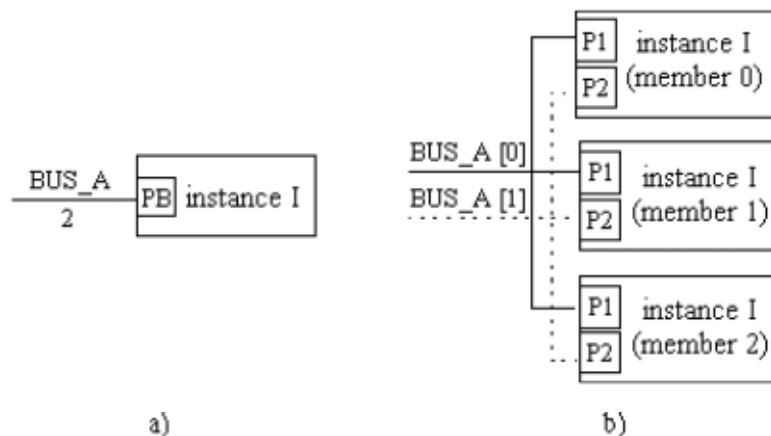 BUS_A
2
PB instance I
a)
BUS_A [0]
BUS_A [1]
P1 instance I
P2 (member 0)
P1 instance I
P2 (member 1)
P1 instance I
P2 (member 2)
b)